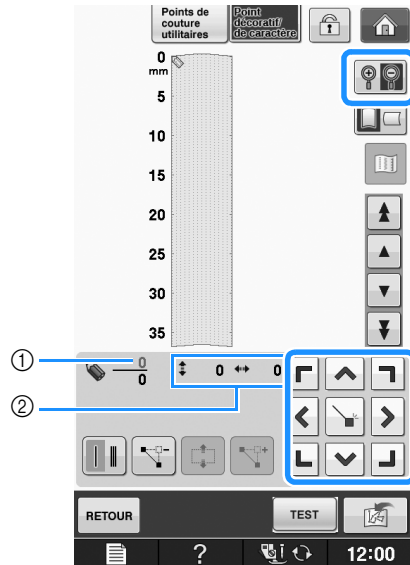 Points de
couture
utilitaires
Point
décoratif/
de caractère
0
mm
5
10
15
20
25
30
35
① 0
0
0 0
②
RETOUR
TEST
? 12:00